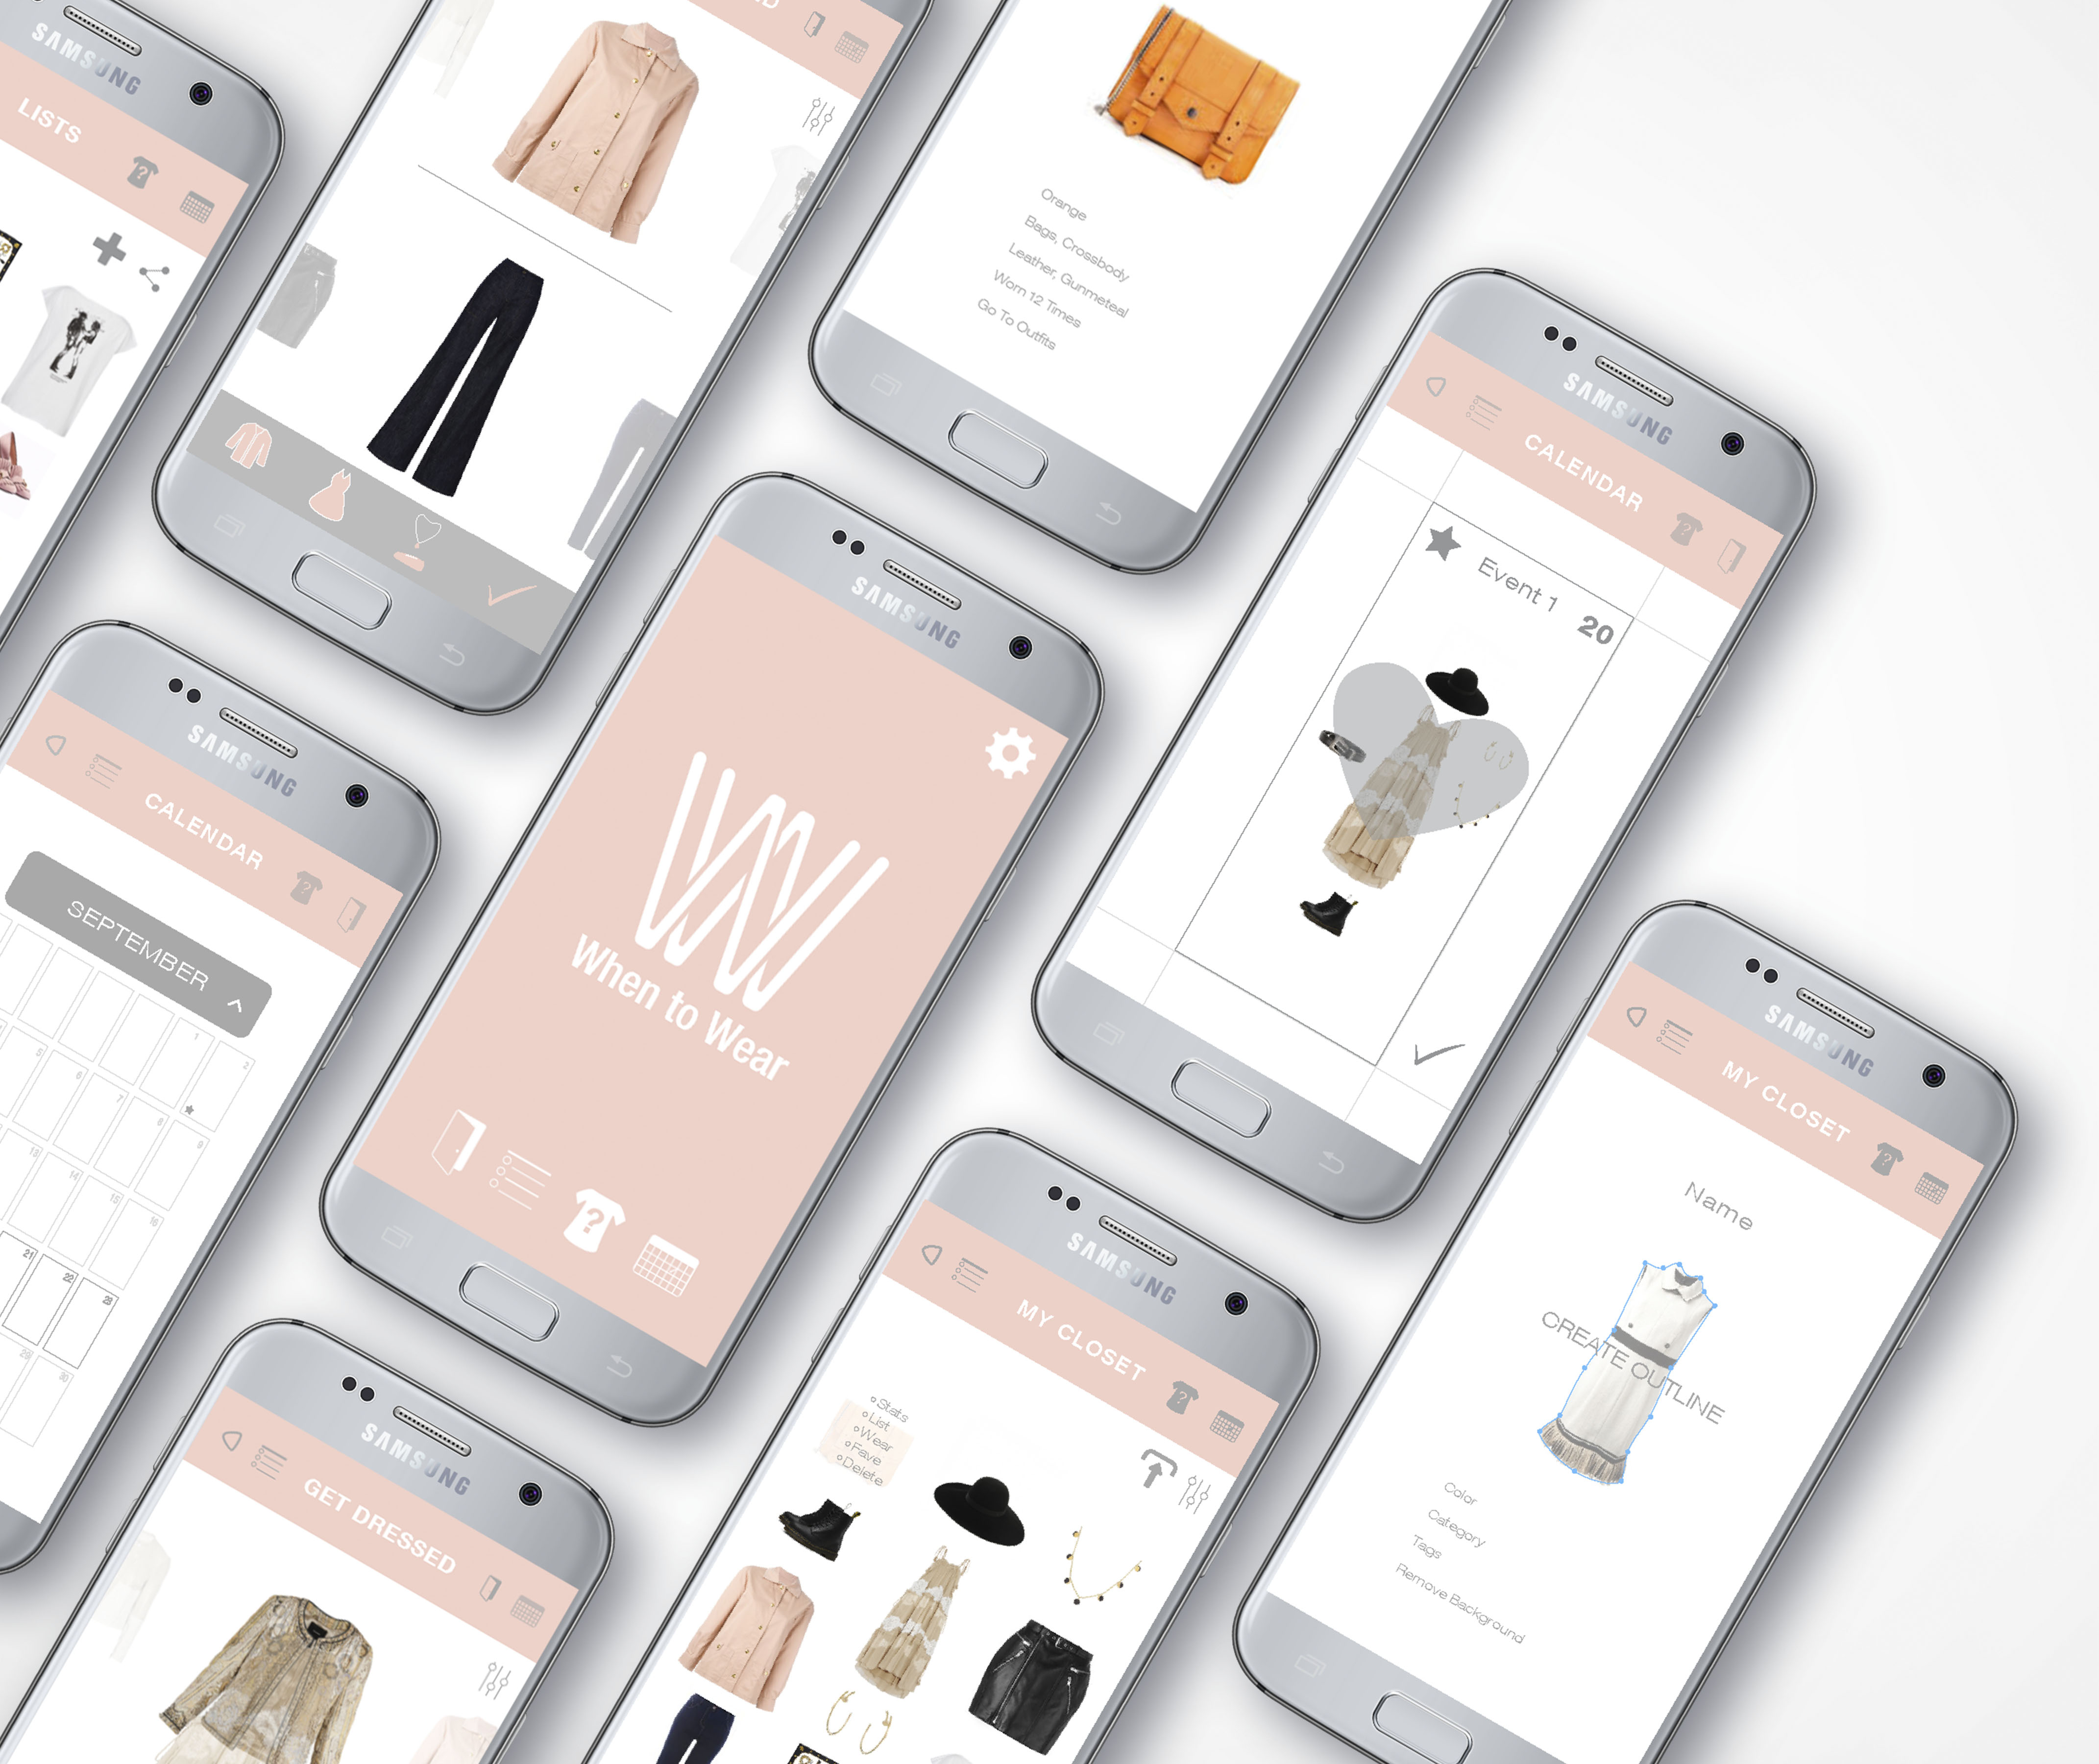 SAMSUNG
LISTS
D
Orange
Bags, Crossbody
Leather, Gunmeteal
Worn 12 Times
Go To Outfits
SAMSUNG
CALENDAR
Event 1
20
SAMSUNG
W
When to Wear
SAMSUNG
CALENDAR
SEPTEMBER
1
2
5
6
7
8
9
13
14
15
16
21
22
23
29
30
SAMSUNG
MY CLOSET
Name
CREATE OUTLINE
Color
Category
Tags
Remove Background
SAMSUNG
MY CLOSET
Stats
List
Wear
Fave
Delete
SAMSUNG
GET DRESSED